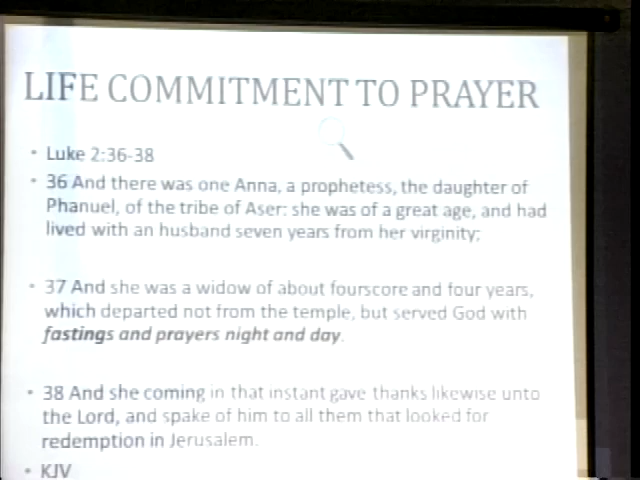 LIFE COMMITMENT TO PRAYER
• Luke 2:36-38
• 36 And there was one Anna, a prophetess, the daughter of
Phanuel, of the tribe of Aser: she was of a great age, and had
lived with an husband seven years from her virginity;
• 37 And she was a widow of about fourscore and four years,
which departed not from the temple, but served God with
fastings and prayers night and day.
• 38 And she coming in that instant gave thanks likewise unto
the Lord, and spake of him to all them that looked for
redemption in Jerusalem.
• KJV